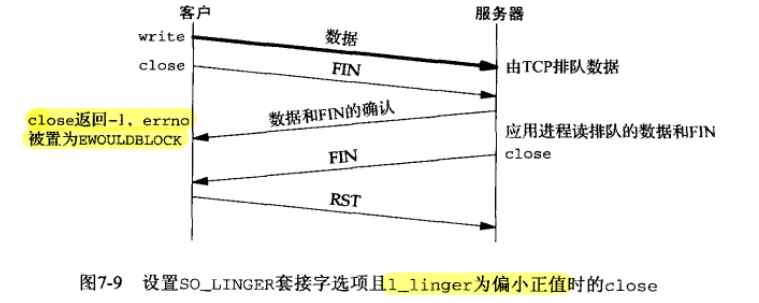 客户
服务器
write
数据
close
FIN
由TCP排队数据
数据和FIN的确认
close返回-1，errno
被置为EWOULDBLOCK
应用进程读排队的数据和FIN
close
FIN
RST
图7-9 设置SO_LINGER套接字选项且l_linger为偏小正值时的close